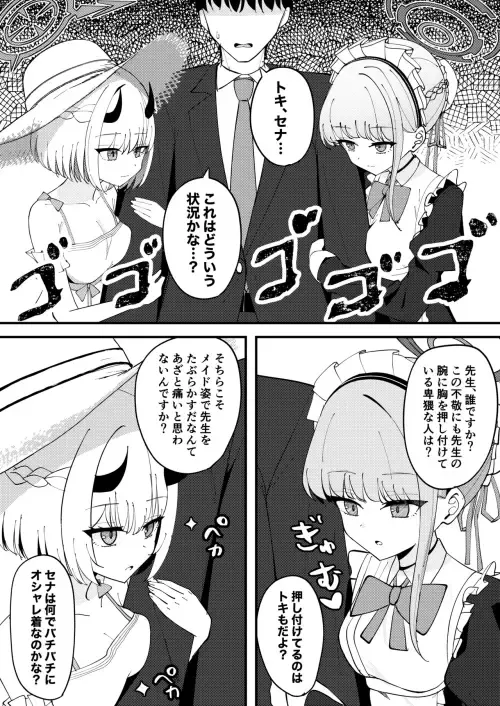 トキ、セナ…
これはどういう
状況かな…？
ゴゴゴゴ
先生、誰ですか？
この不敬にも先生の
腕に胸を押し付けて
いる卑猥な人は？
ぎゅむ♡
押し付けてるのは
トキもだよ？
そちらこそ
メイド姿で先生を
たぶらかすだなんて
あざと痛いと思わ
ないんですか？
ペカ
ペカ
セナは何でバチバチに
オシャレ着なのかな？